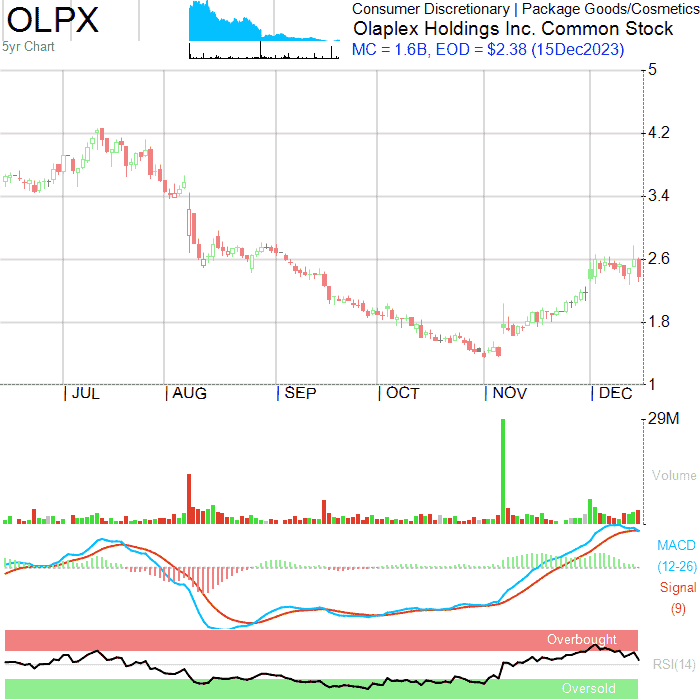 OLPX
5yr Chart
Consumer Discretionary | Package Goods/Cosmetics
Olaplex Holdings Inc. Common Stock
MC = 1.6B, EOD = $2.38 (15Dec2023)
5
4.2
3.4
2.6
1.8
1
| JUL | AUG | SEP | OCT | NOV | DEC
29M
Volume
MACD
(12-26)
Signal
(9)
Overbought
RSI(14)
Oversold